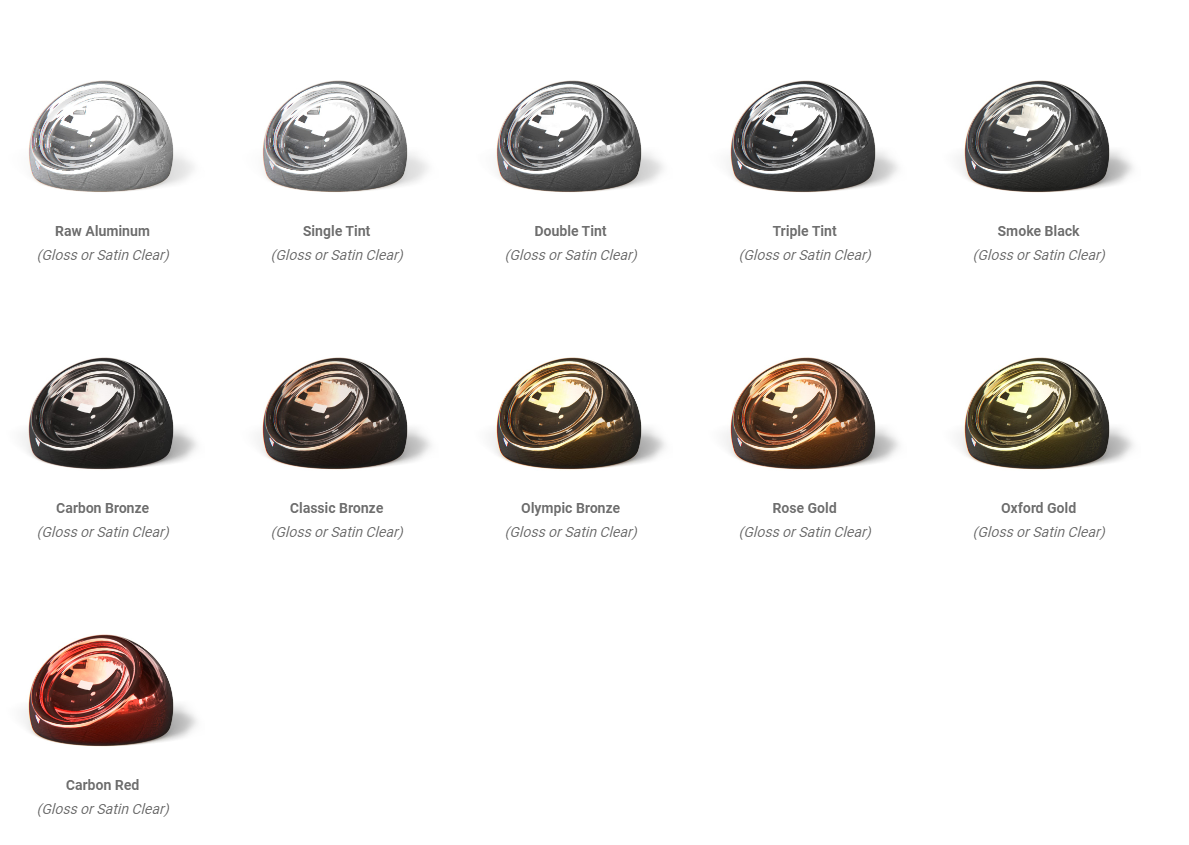 Raw Aluminum
(Gloss or Satin Clear)
Single Tint
(Gloss or Satin Clear)
Double Tint
(Gloss or Satin Clear)
Triple Tint
(Gloss or Satin Clear)
Smoke Black
(Gloss or Satin Clear)
Carbon Bronze
(Gloss or Satin Clear)
Classic Bronze
(Gloss or Satin Clear)
Olympic Bronze
(Gloss or Satin Clear)
Rose Gold
(Gloss or Satin Clear)
Oxford Gold
(Gloss or Satin Clear)
Carbon Red
(Gloss or Satin Clear)